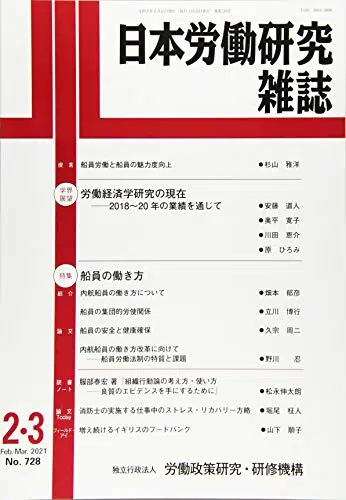 日本労働研究
雑誌
提言 船員労働と船員の魅力度向上 ●杉山 雅洋
学界展望 労働経済学研究の現在
——2018〜20年の業績を通じて ●安藤 道人
●奥平 寛子
●川田 恵介
●原 ひろみ
特集 船員の働き方
紹介 内航船員の働き方について ●畑本 郁彦
船員の集団的労使関係 ●立川 博行
論文 船員の安全と健康確保 ●久宗 周二
内航船員の働き方改革に向けて
——船員労働法制の特質と課題 ●野川 忍
読書ノート 服部泰宏 著『組織行動論の考え方・使い方
——良質のエビデンスを手にするために』 ●松永伸太朗
論文Today 消防士の実施する仕事中のストレス・リカバリー方略 ●堀尾 柾人
フィールド・アイ 増え続けるイギリスのフードバンク ●山下 順子
2・3
Feb.-Mar. 2021
No. 728
独立行政法人 労働政策研究・研修機構